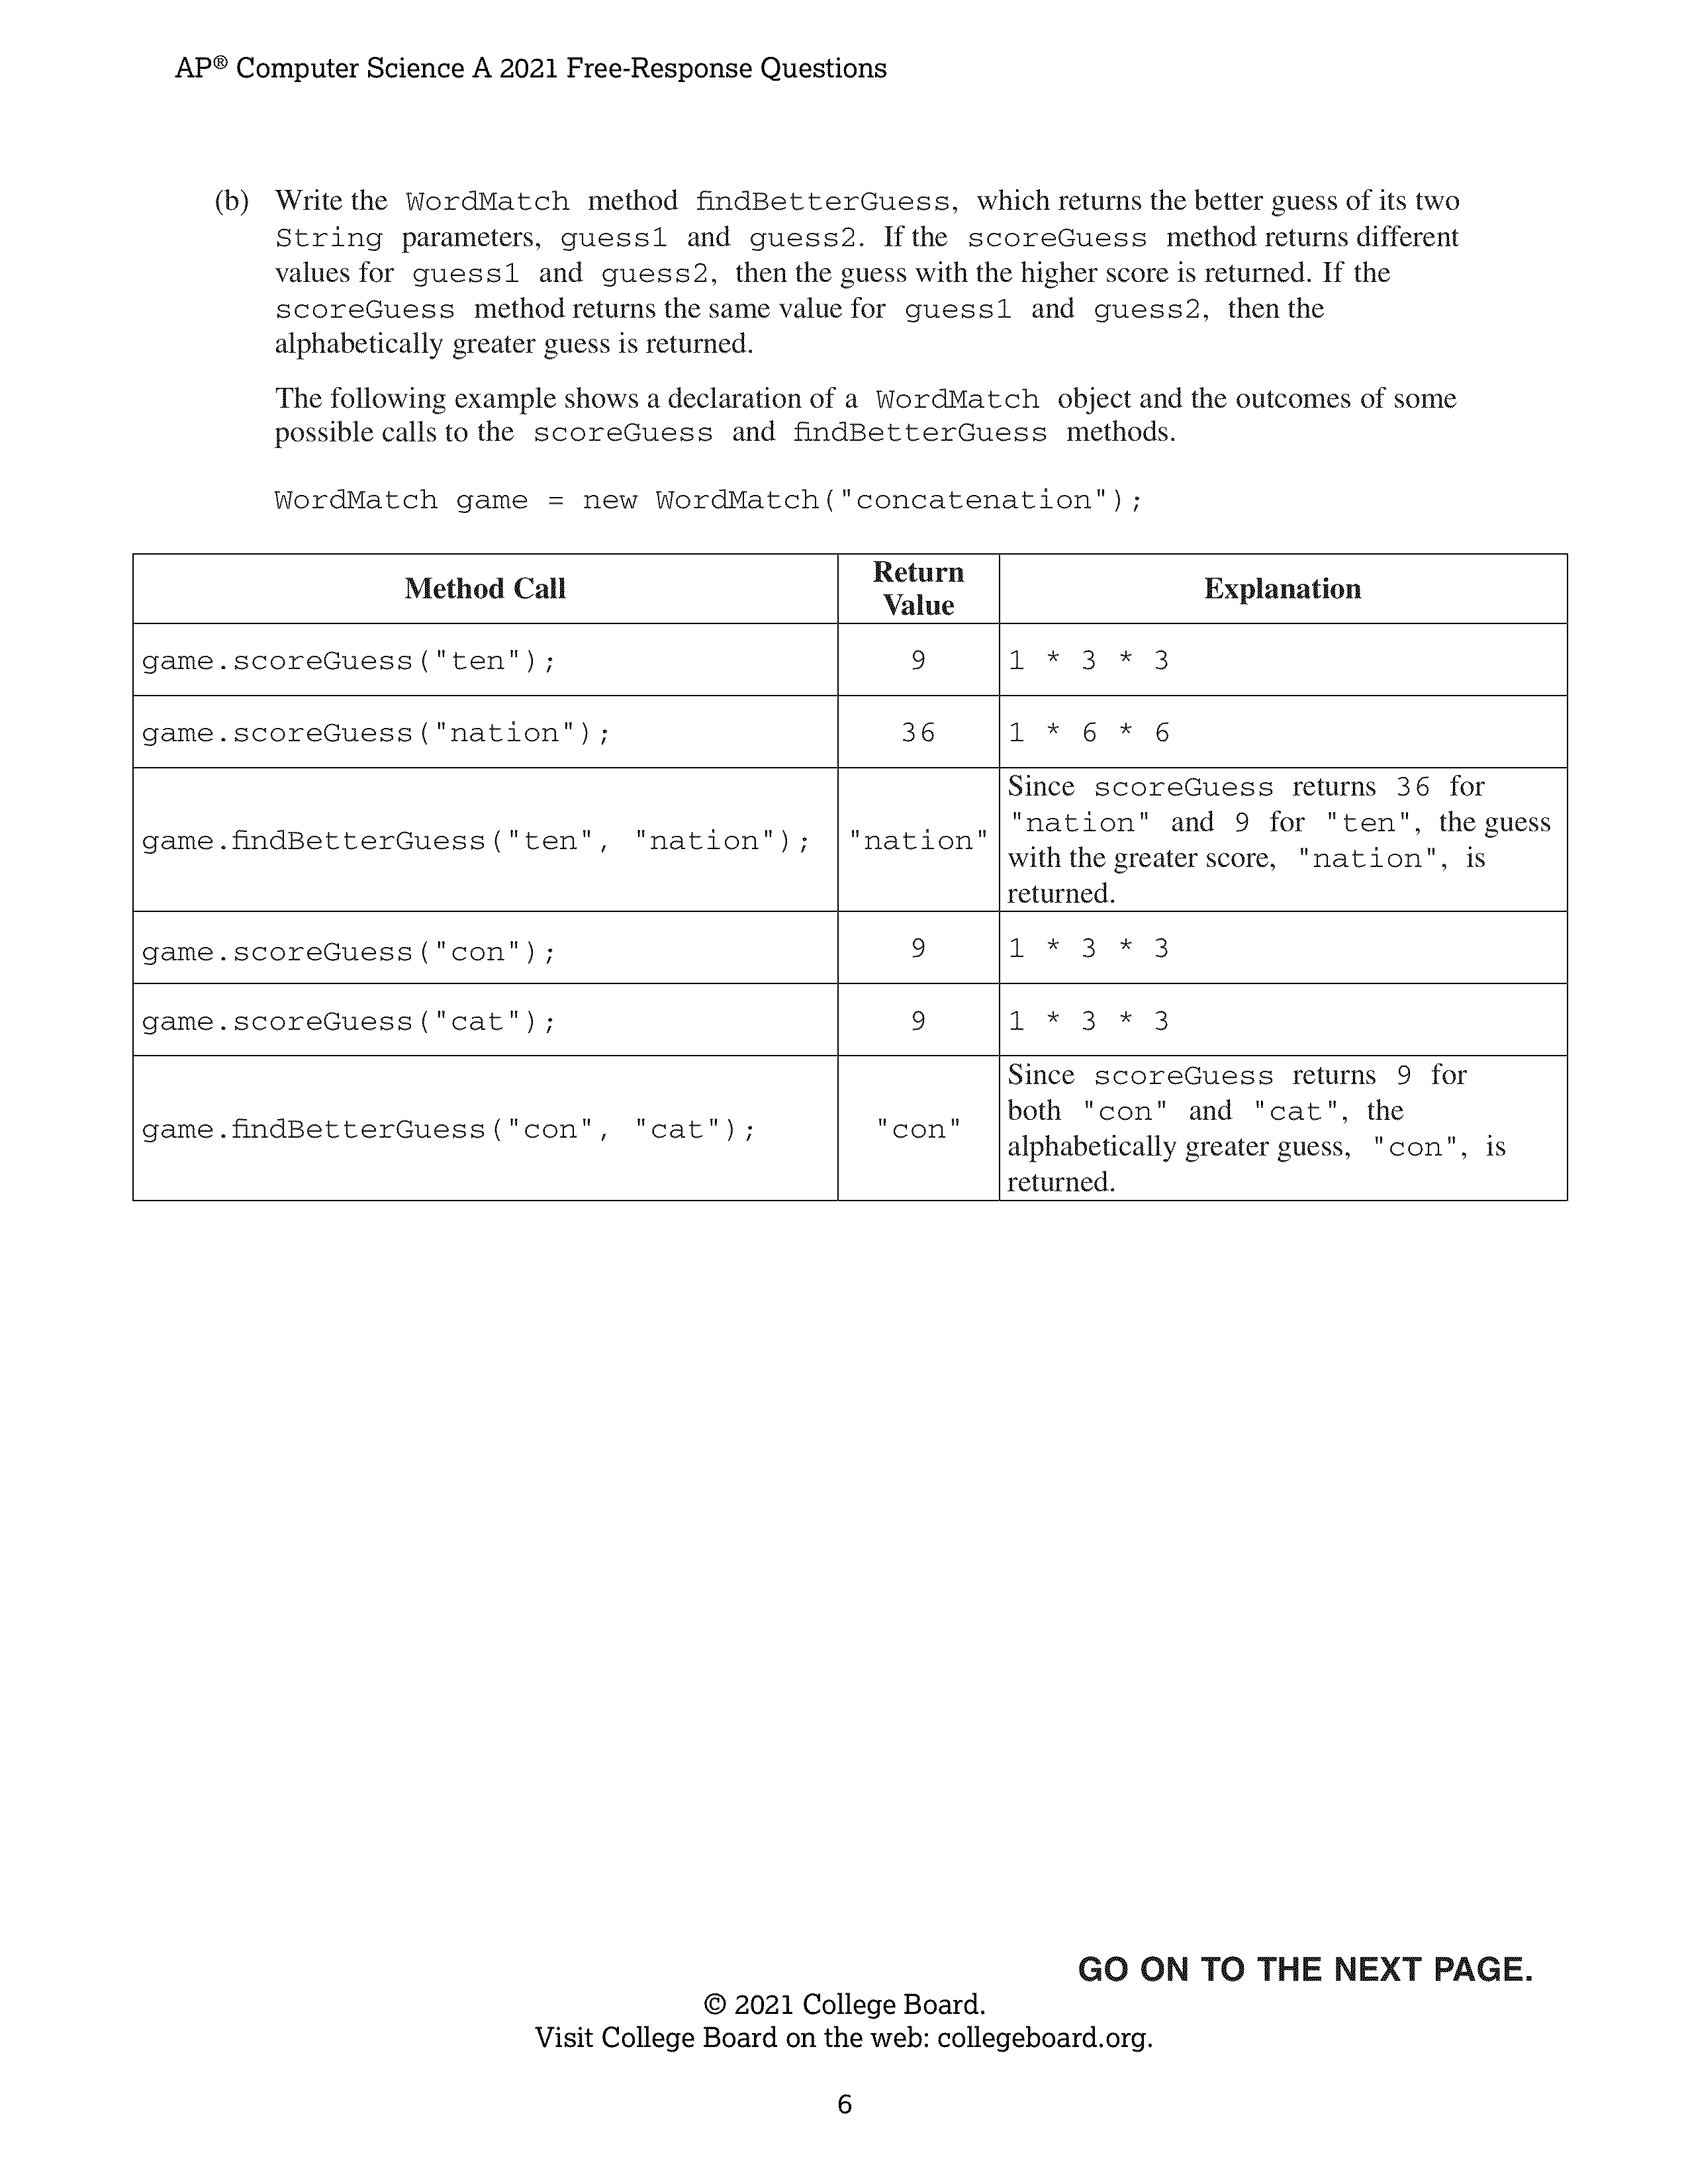 AP® Computer Science A 2021 Free-Response Questions
(b) Write the WordMatch method findBetterGuess, which returns the better guess of its two
String parameters, guess1 and guess2. If the scoreGuess method returns different
values for guess1 and guess2, then the guess with the higher score is returned. If the
scoreGuess method returns the same value for guess1 and guess2, then the
alphabetically greater guess is returned.
The following example shows a declaration of a WordMatch object and the outcomes of some
possible calls to the scoreGuess and findBetterGuess methods.
WordMatch game = new WordMatch("concatenation");
Method Call
Return
Value
Explanation
game.scoreGuess("ten");
9
1 * 3 * 3
game.scoreGuess("nation");
36
1 * 6 * 6
game.findBetterGuess("ten", "nation");
"nation"
Since scoreGuess returns 36 for
"nation" and 9 for "ten", the guess
with the greater score, "nation", is
returned.
game.scoreGuess("con");
9
1 * 3 * 3
game.scoreGuess("cat");
9
1 * 3 * 3
game.findBetterGuess("con", "cat");
"con"
Since scoreGuess returns 9 for
both "con" and "cat", the
alphabetically greater guess, "con", is
returned.
GO ON TO THE NEXT PAGE.
© 2021 College Board.
Visit College Board on the web: collegeboard.org.
6